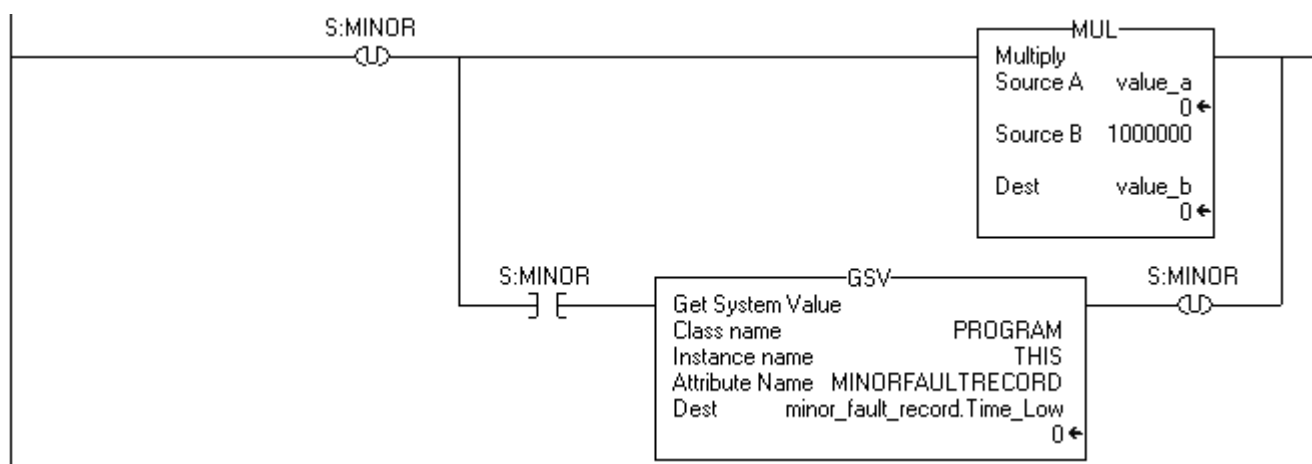 S:MINOR
MUL
Multiply
Source A value_a
0
Source B 1000000
Dest value_b
0
S:MINOR
GSV
Get System Value
Class name PROGRAM
Instance name THIS
Attribute Name MINORFAULTRECORD
Dest minor_fault_record.Time_Low
0
S:MINOR